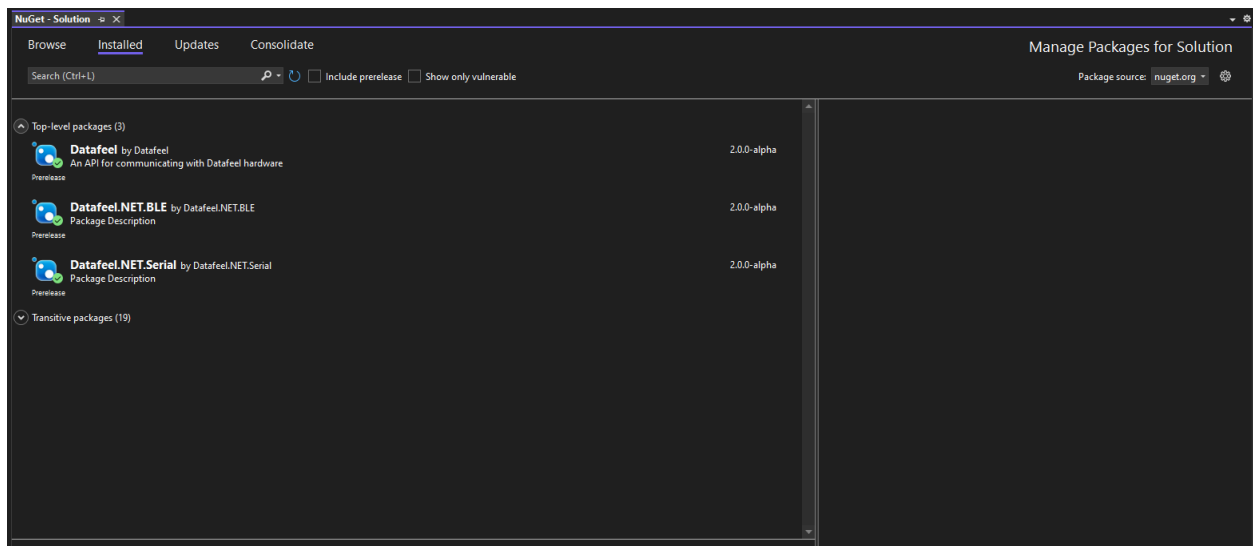 NuGet - Solution
Browse Installed Updates Consolidate
Manage Packages for Solution
Search (Ctrl+L)
Include prerelease
Show only vulnerable
Package source: nuget.org
Top-level packages (3)
Datafeel by Datafeel
2.0.0-alpha
An API for communicating with Datafeel hardware
Prerelease
Datafeel.NET.BLE by Datafeel.NET.BLE
2.0.0-alpha
Package Description
Prerelease
Datafeel.NET.Serial by Datafeel.NET.Serial
2.0.0-alpha
Package Description
Prerelease
Transitive packages (19)